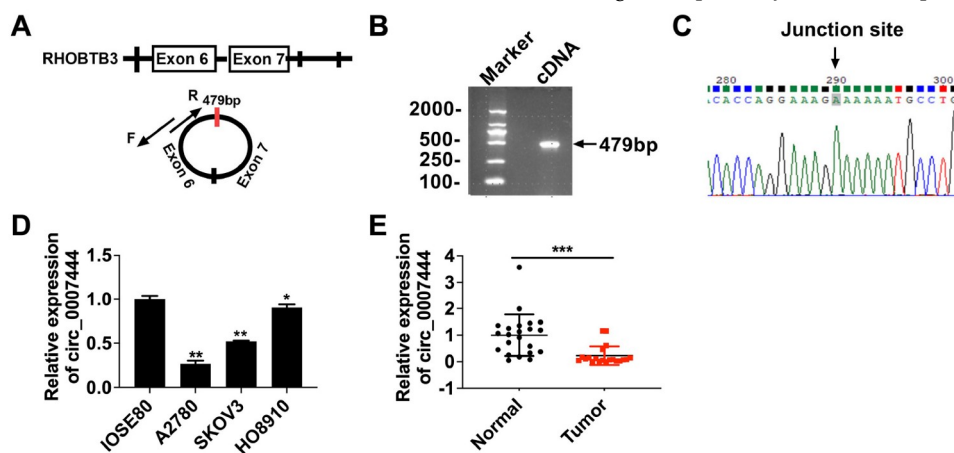 A
RHOBTB3
Exon 6
Exon 7
R
479bp
F
Exon 6
Exon 7
B
Marker
cDNA
2000-
500-
250-
100-
479bp
C
Junction site
280
290
300
CACCAGGAAAGAAAAAATGCCTG
D
Relative expression
of circ_0007444
1.5
1.0
0.5
0.0
**
**
*
IOSE80
A2780
SKOV3
HO8910
E
Relative expression
of circ_0007444
4
3
2
1
0
-1
***
Normal
Tumor